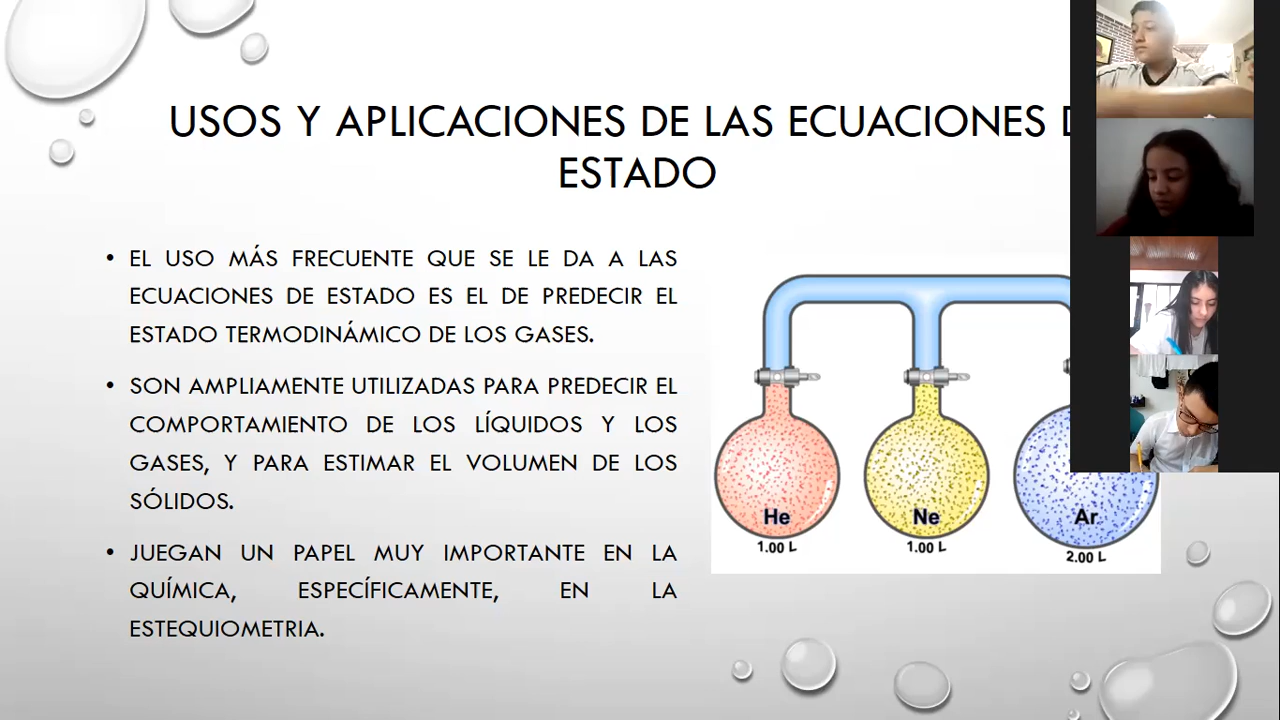 USOS Y APLICACIONES DE LAS ECUACIONES
ESTADO
• EL USO MÁS FRECUENTE QUE SE LE DA A LAS
ECUACIONES DE ESTADO ES EL DE PREDECIR EL
ESTADO TERMODINÁMICO DE LOS GASES.
• SON AMPLIAMENTE UTILIZADAS PARA PREDECIR EL
COMPORTAMIENTO DE LOS LÍQUIDOS Y LOS
GASES, Y PARA ESTIMAR EL VOLUMEN DE LOS
SÓLIDOS.
• JUEGAN UN PAPEL MUY IMPORTANTE EN LA
QUÍMICA, ESPECÍFICAMENTE, EN LA
ESTEQUIOMETRIA.
He
1.00 L
Ne
1.00 L
Ar
2.00 L